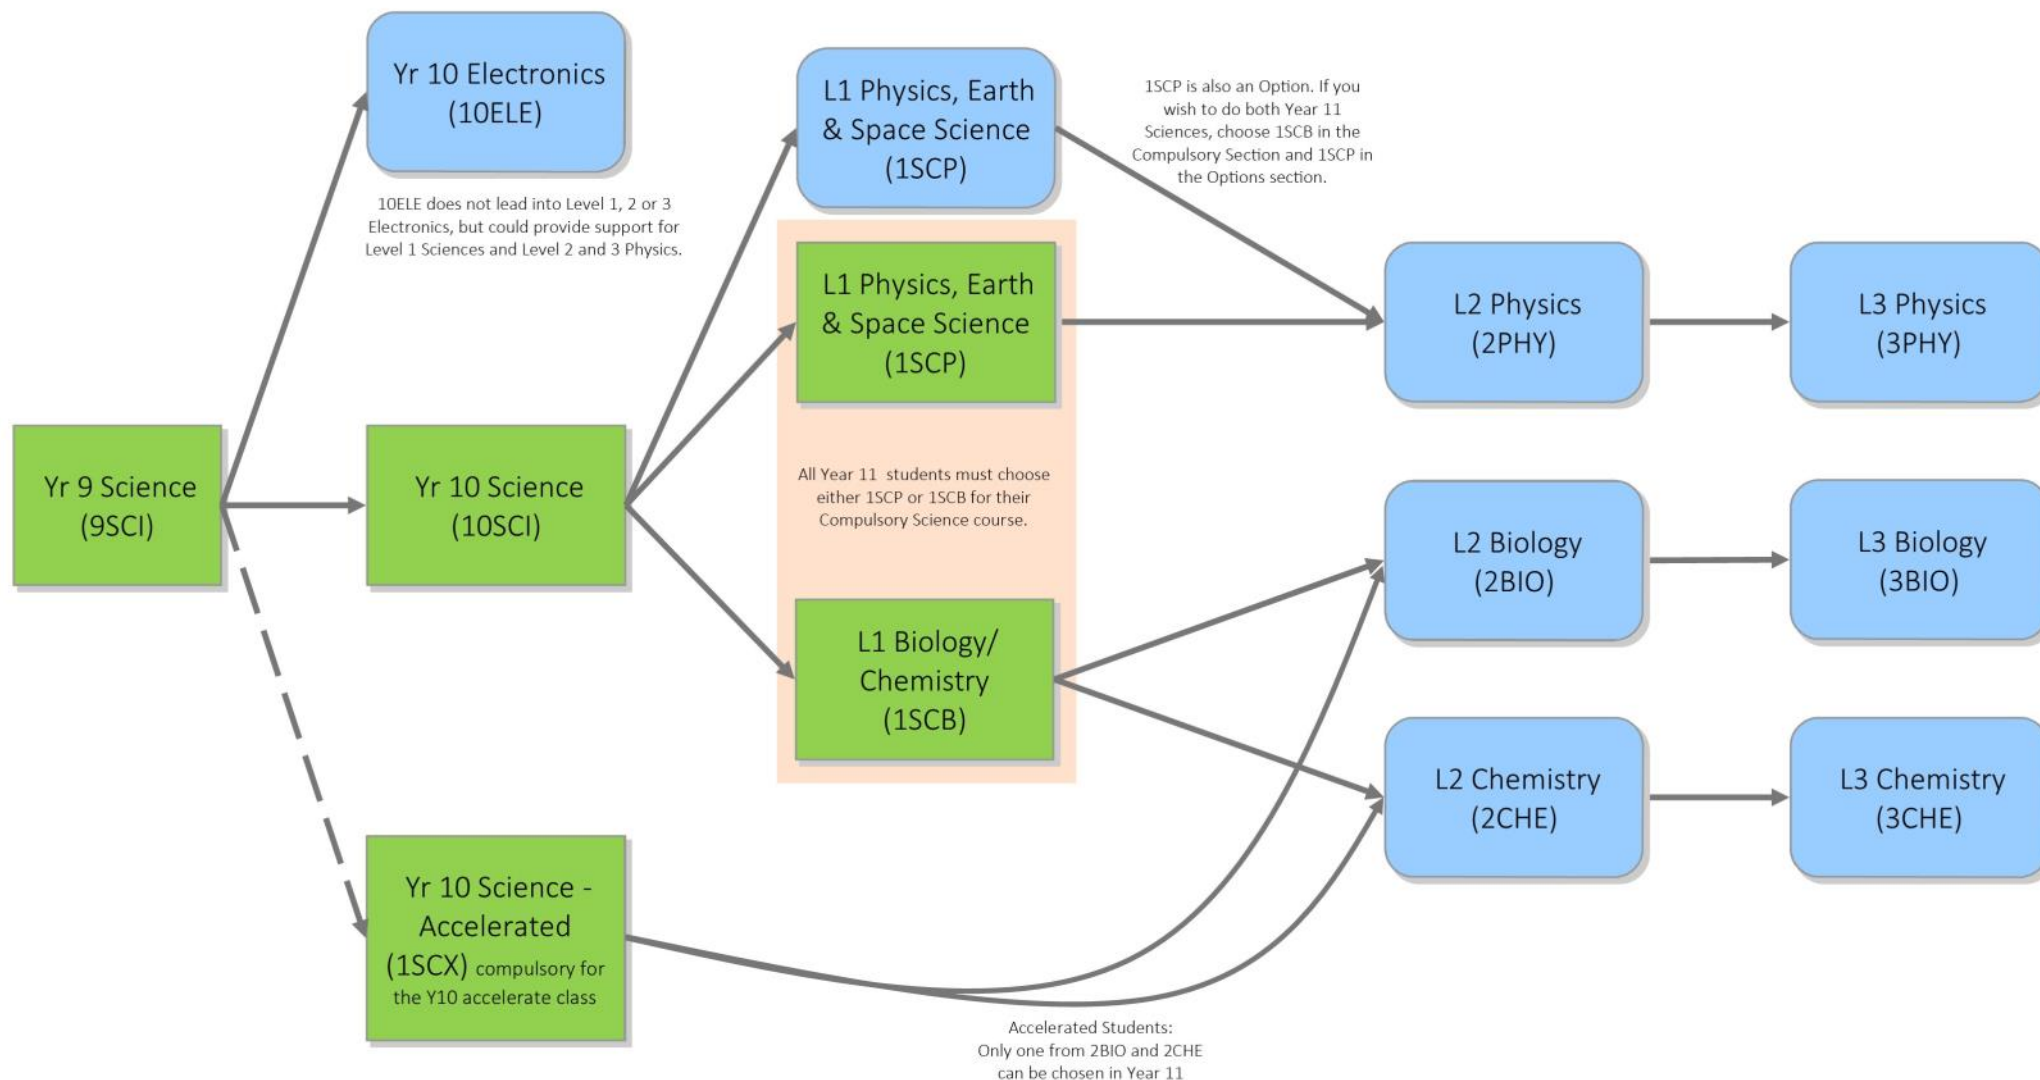 Yr 10 Electronics
(10ELE)
10ELE does not lead into Level 1, 2 or 3
Electronics, but could provide support for
Level 1 Sciences and Level 2 and 3 Physics.
L1 Physics, Earth
& Space Science
(1SCP)
1SCP is also an Option. If you
wish to do both Year 11
Sciences, choose 1SCB in the
Compulsory Section and 1SCP in
the Options section.
L1 Physics, Earth
& Space Science
(1SCP)
L2 Physics
(2PHY)
L3 Physics
(3PHY)
Yr 9 Science
(9SCI)
Yr 10 Science
(10SCI)
All Year 11 students must choose
either 1SCP or 1SCB for their
Compulsory Science course.
L2 Biology
(2BIO)
L3 Biology
(3BIO)
L1 Biology/
Chemistry
(1SCB)
L2 Chemistry
(2CHE)
L3 Chemistry
(3CHE)
Yr 10 Science -
Accelerated
(1SCX) compulsory for
the Y10 accelerate class
Accelerated Students:
Only one from 2BIO and 2CHE
can be chosen in Year 11